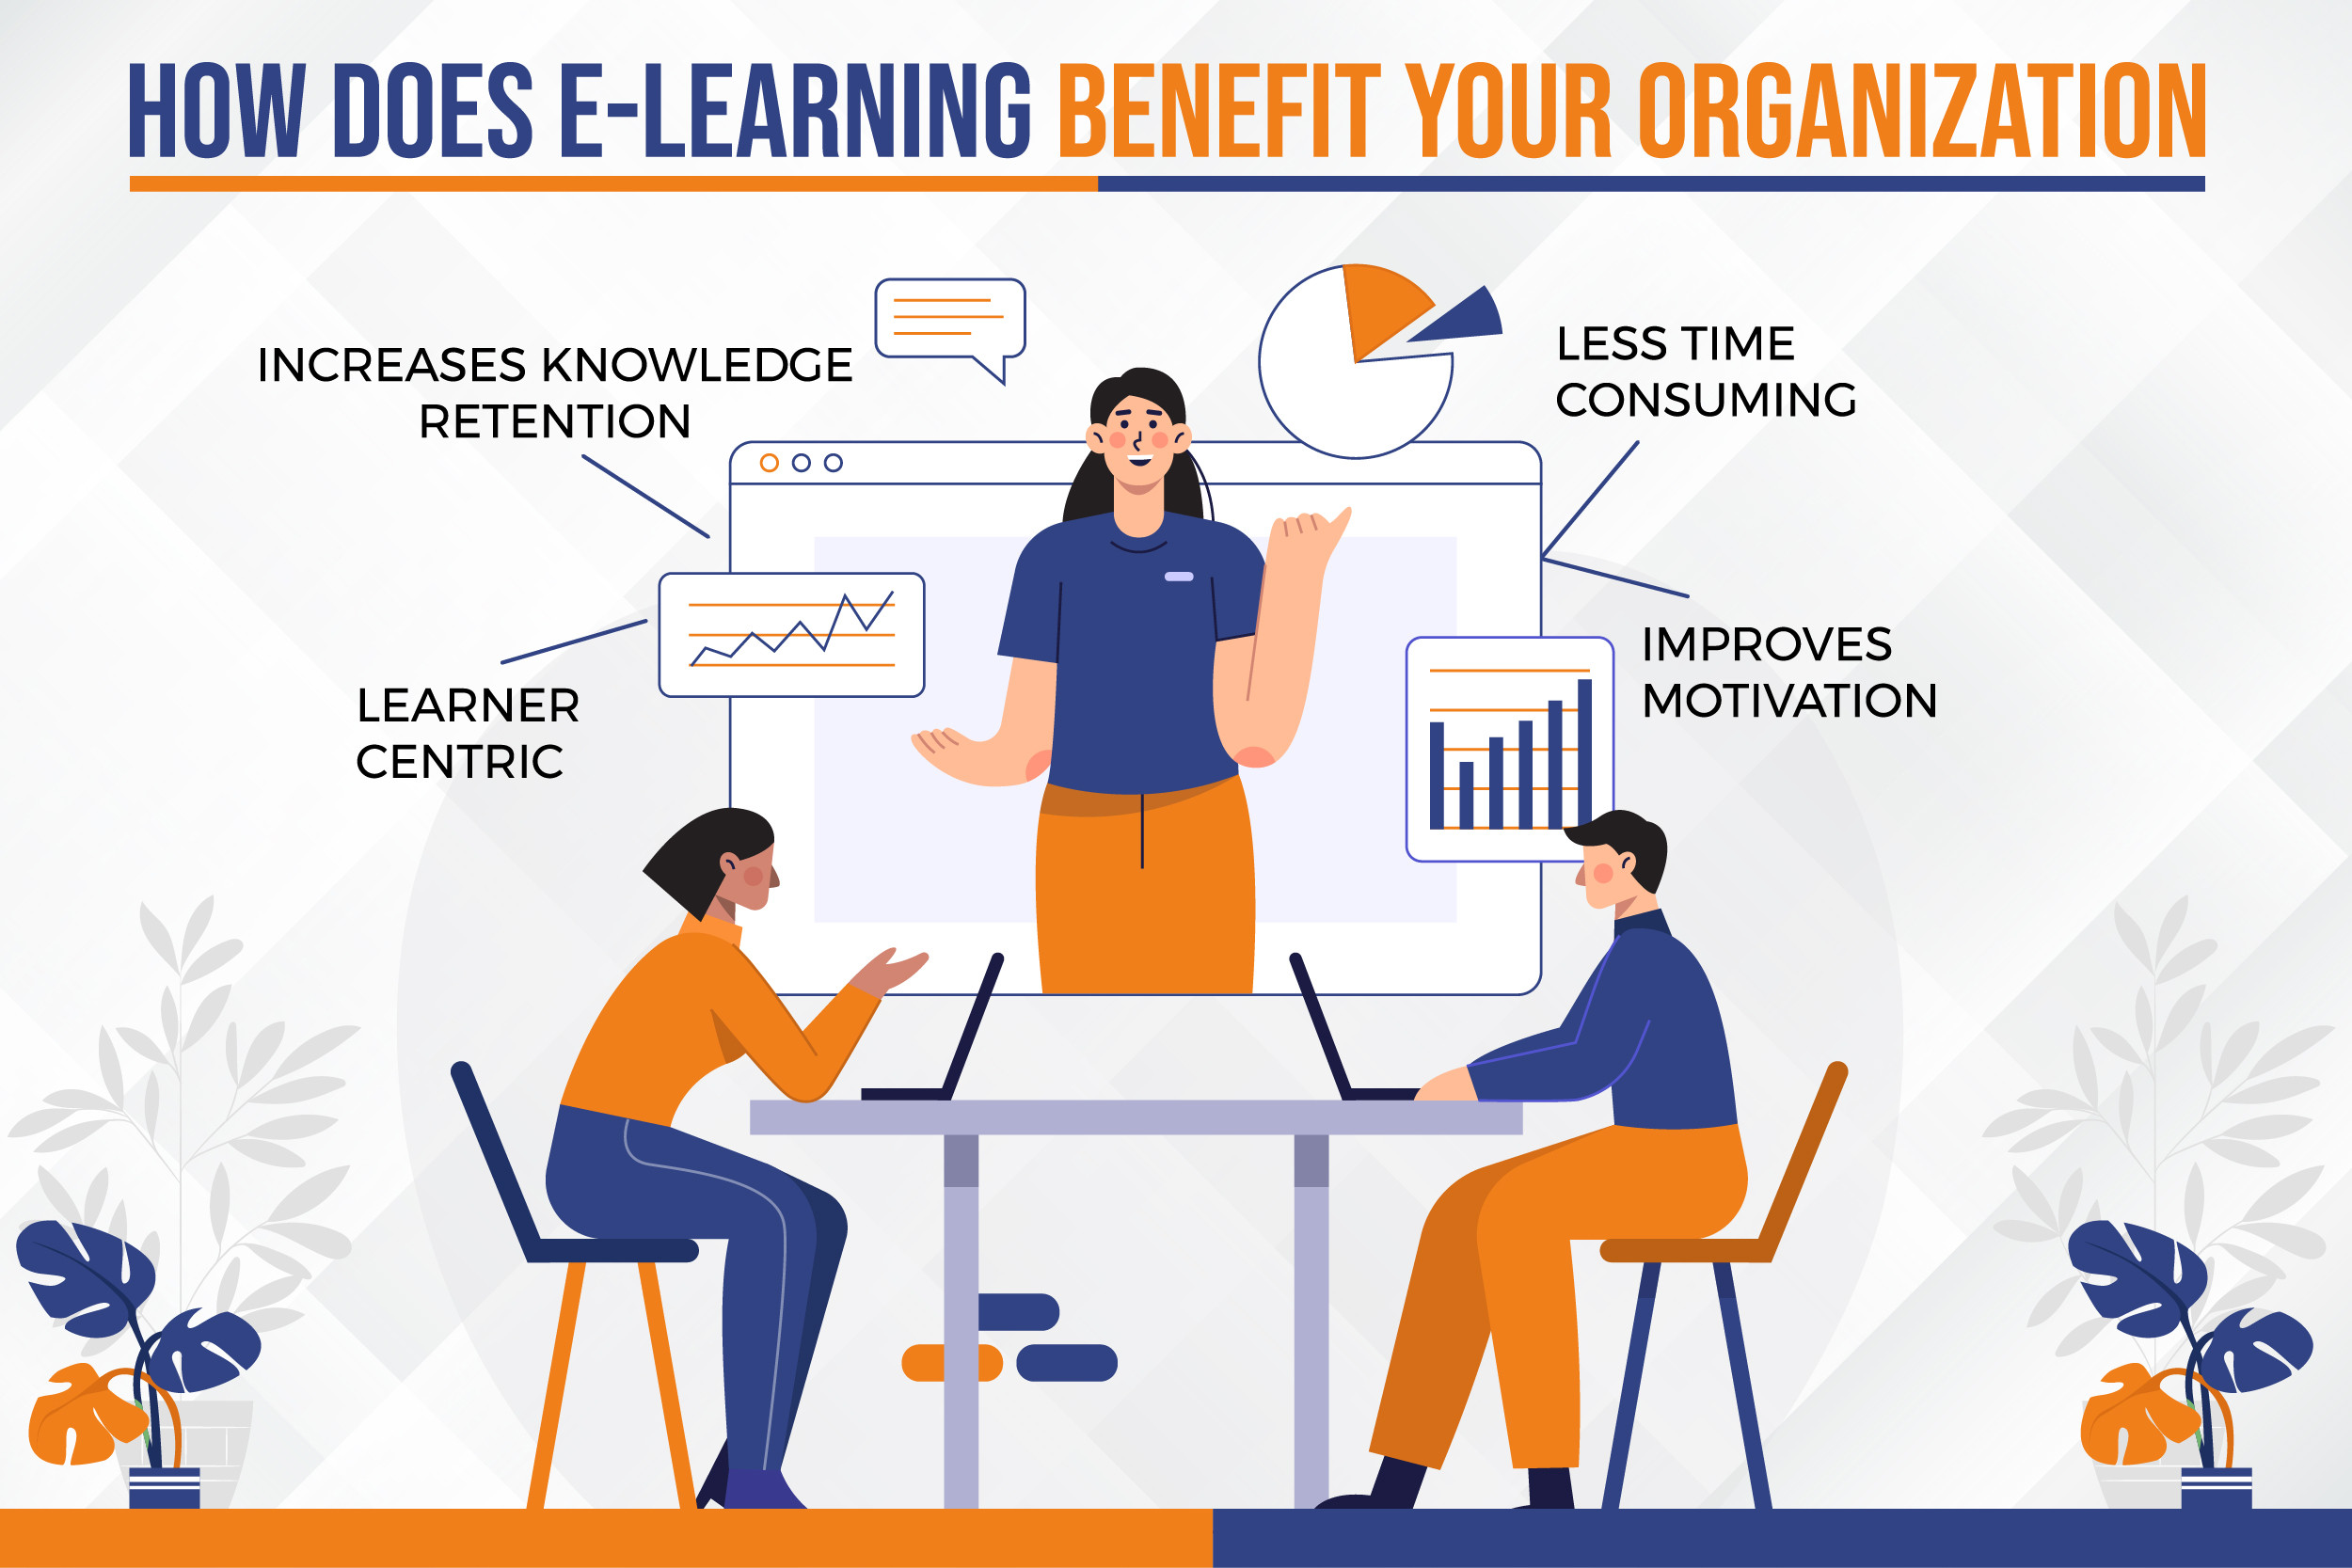 HOW DOES E-LEARNING BENEFIT YOUR ORGANIZATION
INCREASES KNOWLEDGE
RETENTION
LESS TIME
CONSUMING
LEARNER
CENTRIC
IMPROVES
MOTIVATION